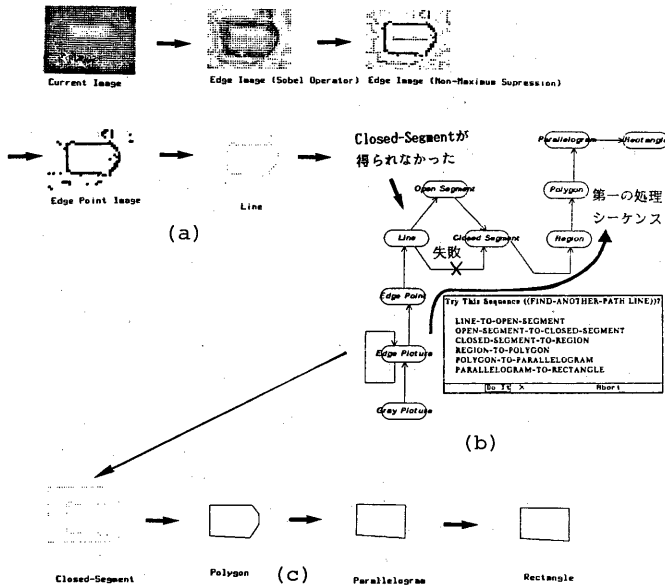 Current Image
Edge Image (Sobel Operator)
Edge Image (Non-Maximum Supression)
Edge Point Image
Line
(a)
Closed-Segmentが
得られなかった
Parallelogram
Rectangle
Open Segment
Polygon
第一の処理
シーケンス
Line
Closed Segment
Region
失敗
Edge Point
Try This Sequence ((FIND-ANOTHER-PATH LINE))?
LINE-TO-OPEN-SEGMENT
OPEN-SEGMENT-TO-CLOSED-SEGMENT
CLOSED-SEGMENT-TO-REGION
REGION-TO-POLYGON
POLYGON-TO-PARALLELOGRAM
PARALLELOGRAM-TO-RECTANGLE
Do It
Abort
Edge Picture
Gray Picture
(b)
Closed-Segment
Polygon
(c)
Parallelogram
Rectangle